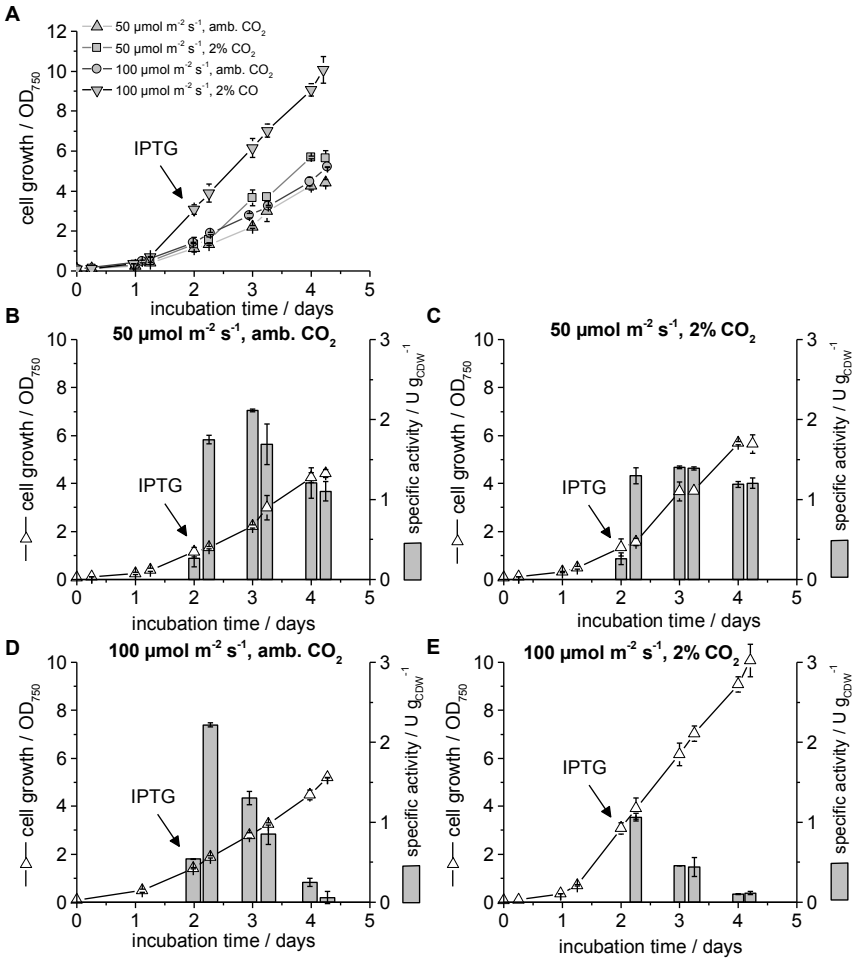 A
50 µmol m⁻² s⁻¹, amb. CO₂
50 µmol m⁻² s⁻¹, 2% CO₂
100 µmol m⁻² s⁻¹, amb. CO₂
100 µmol m⁻² s⁻¹, 2% CO
12
10
8
6
4
2
0
cell growth / OD₇₅₀
IPTG
0 1 2 3 4 5
incubation time / days
B
50 µmol m⁻² s⁻¹, amb. CO₂
10
8
6
4
2
0
cell growth / OD₇₅₀
IPTG
3
2
1
0
specific activity / U g_CDW⁻¹
0 1 2 3 4 5
incubation time / days
C
50 µmol m⁻² s⁻¹, 2% CO₂
10
8
6
4
2
0
cell growth / OD₇₅₀
IPTG
3
2
1
0
specific activity / U g_CDW⁻¹
0 1 2 3 4 5
incubation time / days
D
100 µmol m⁻² s⁻¹, amb. CO₂
10
8
6
4
2
0
cell growth / OD₇₅₀
IPTG
3
2
1
0
specific activity / U g_CDW⁻¹
0 1 2 3 4 5
incubation time / days
E
100 µmol m⁻² s⁻¹, 2% CO₂
10
8
6
4
2
0
cell growth / OD₇₅₀
IPTG
3
2
1
0
specific activity / U g_CDW⁻¹
0 1 2 3 4 5
incubation time / days